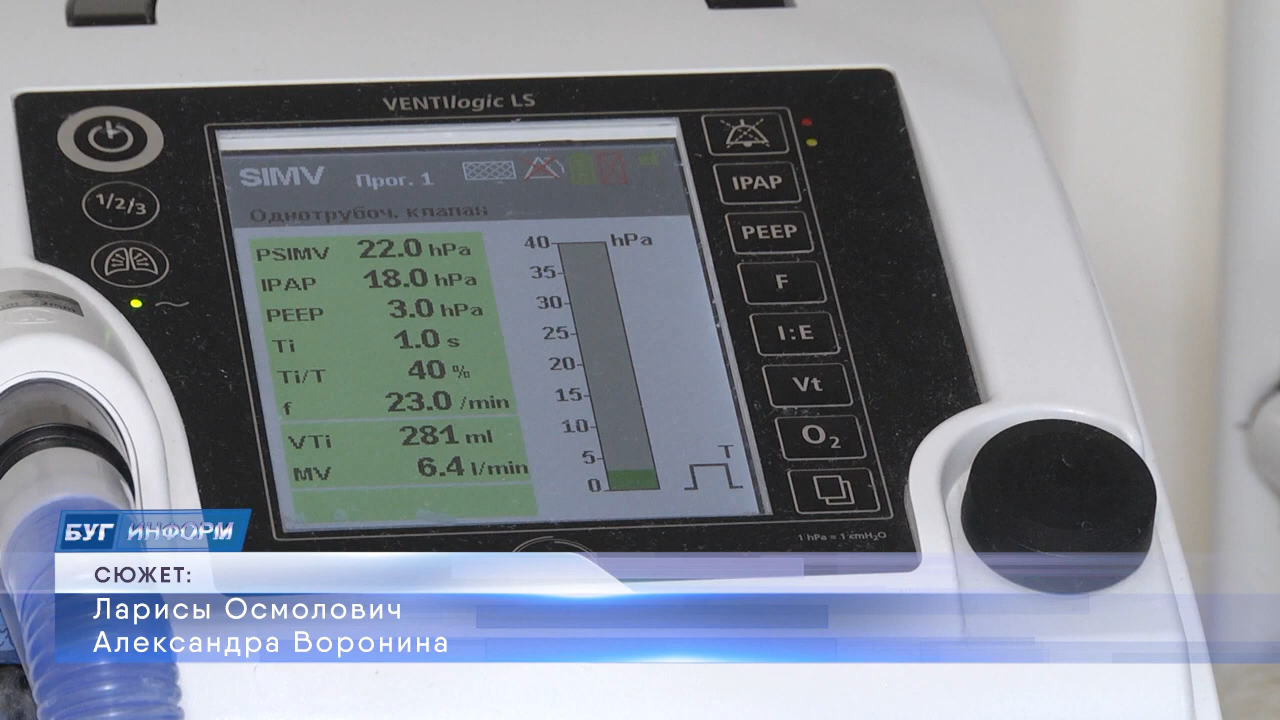 VENTIlogic LS
1/2/3
SIMV Прог. 1
Однотрубоч. клапан
PSIMV 22.0 hPa
IPAP 18.0 hPa
PEEP 3.0 hPa
Ti 1.0 s
Ti/T 40 %
f 23.0 /min
VTi 281 ml
MV 6.4 l/min
40 hPa
35
30
25
20
15
10
5
0
T
IPAP
PEEP
F
I:E
Vt
O₂
1 hPa = 1 cmH₂O
БУГ ИНФОРМ
СЮЖЕТ:
Ларисы Осмолович
Александра Воронина